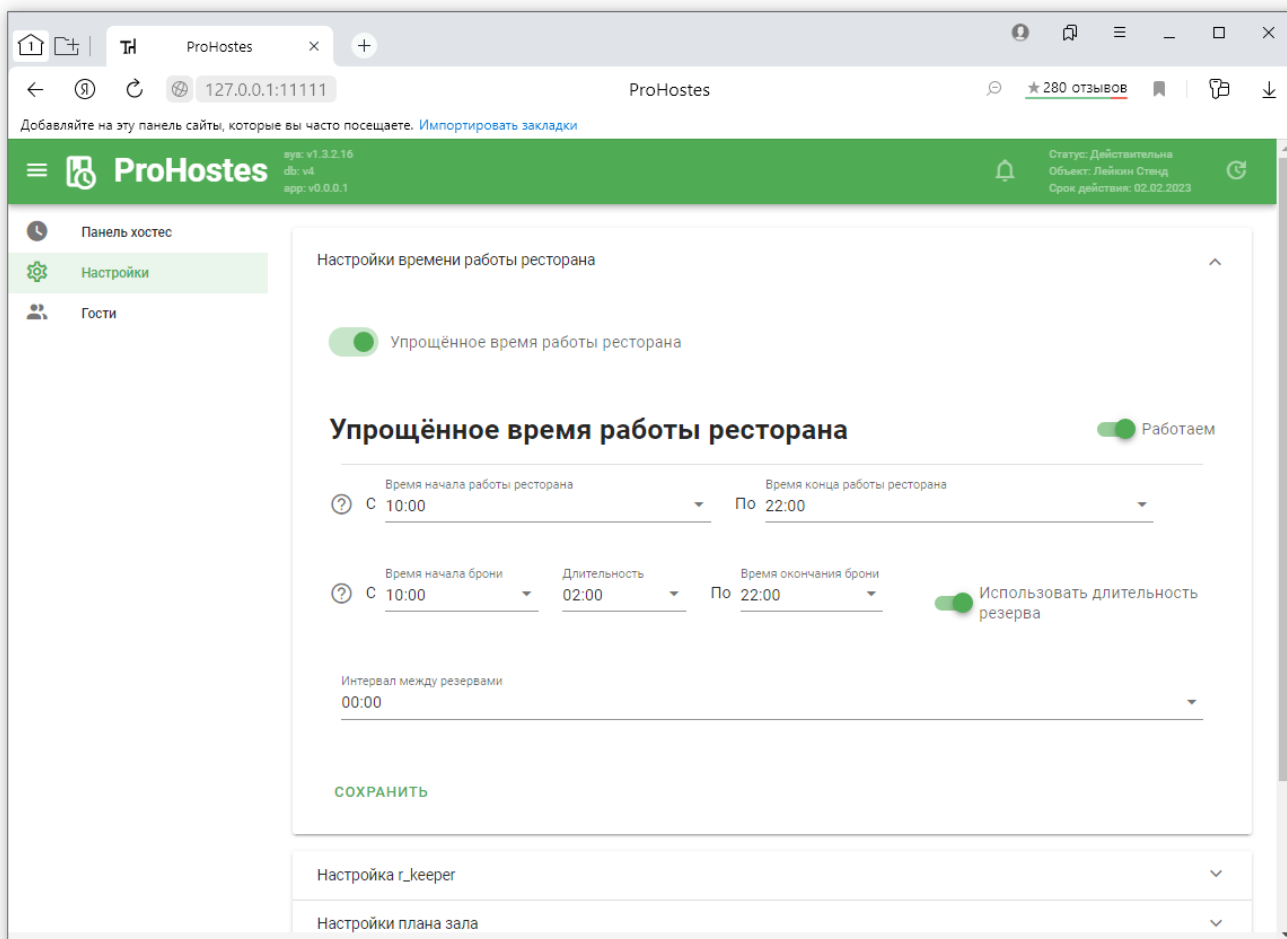 1
ProHostes
127.0.0.1:11111
ProHostes
280 отзывов
Добавляйте на эту панель сайты, которые вы часто посещаете. Импортировать закладки
ProHostes
sys: v1.3.2.16
db: v4
app: v0.0.0.1
Статус: Действительна
Объект: Лейкин Стенд
Срок действия: 02.02.2023
Панель хостес
Настройки
Гости
Настройки времени работы ресторана
Упрощённое время работы ресторана
Упрощённое время работы ресторана
Работаем
Время начала работы ресторана
Время конца работы ресторана
С 10:00 По 22:00
Время начала брони
Длительность
Время окончания брони
С 10:00 02:00 По 22:00
Использовать длительность
резерва
Интервал между резервами
00:00
СОХРАНИТЬ
Настройка r_keeper
Настройки плана зала